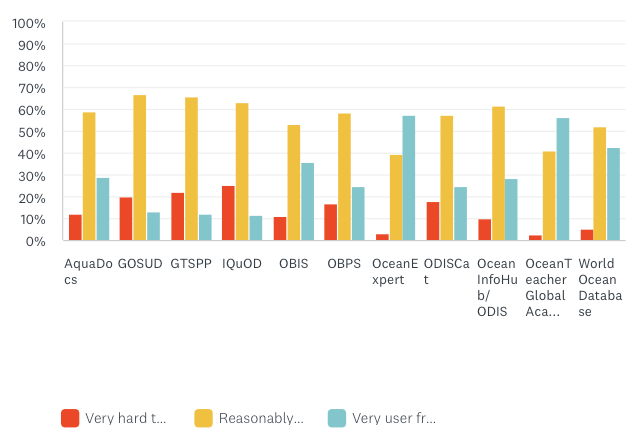 100%
90%
80%
70%
60%
50%
40%
30%
20%
10%
0%
AquaDo
cs
GOSUD
GTSPP
IQuOD
OBIS
OBPS
OceanE
xpert
ODISCa
t
Ocean
InfoHu
b/
ODIS
OceanT
eacher
Global
Aca...
World
Ocean
Databa
se
Very hard t...
Reasonably...
Very user fr...